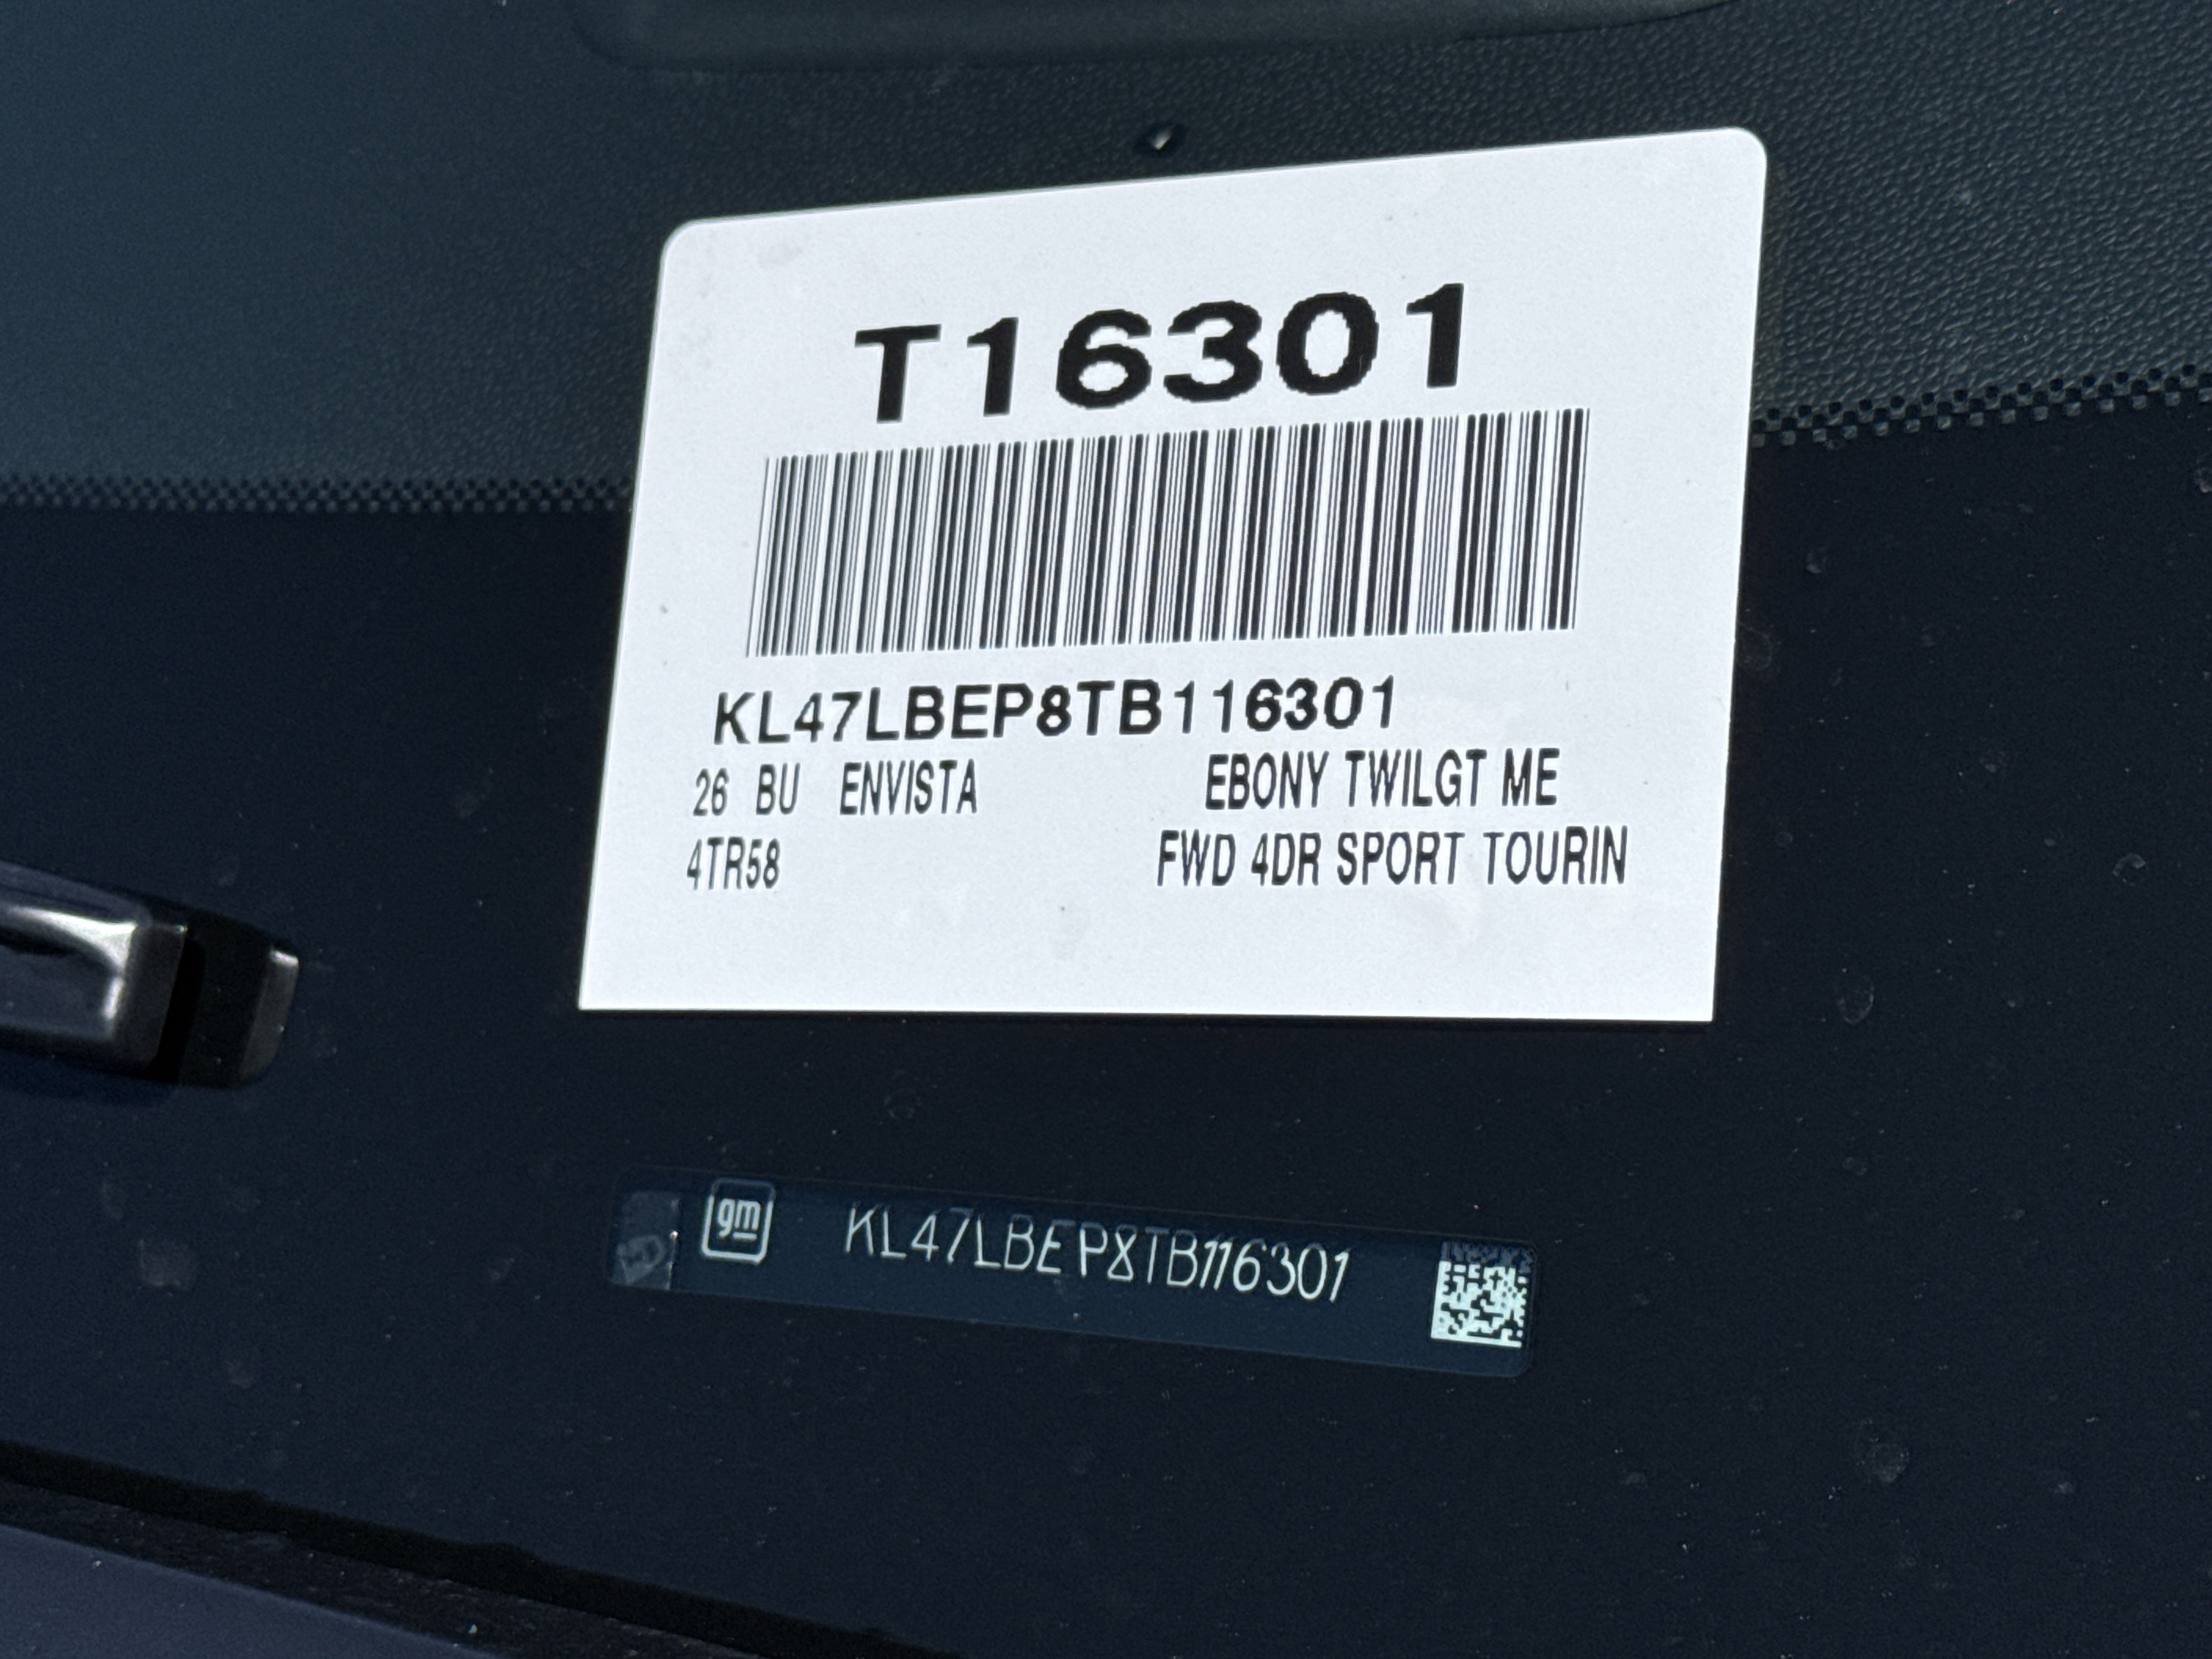 T16301
KL47LBEP8TB116301
26 BU ENVISTA EBONY TWILGT ME
4TR58 FWD 4DR SPORT TOURIN
gm KL47LBEP8TB116301